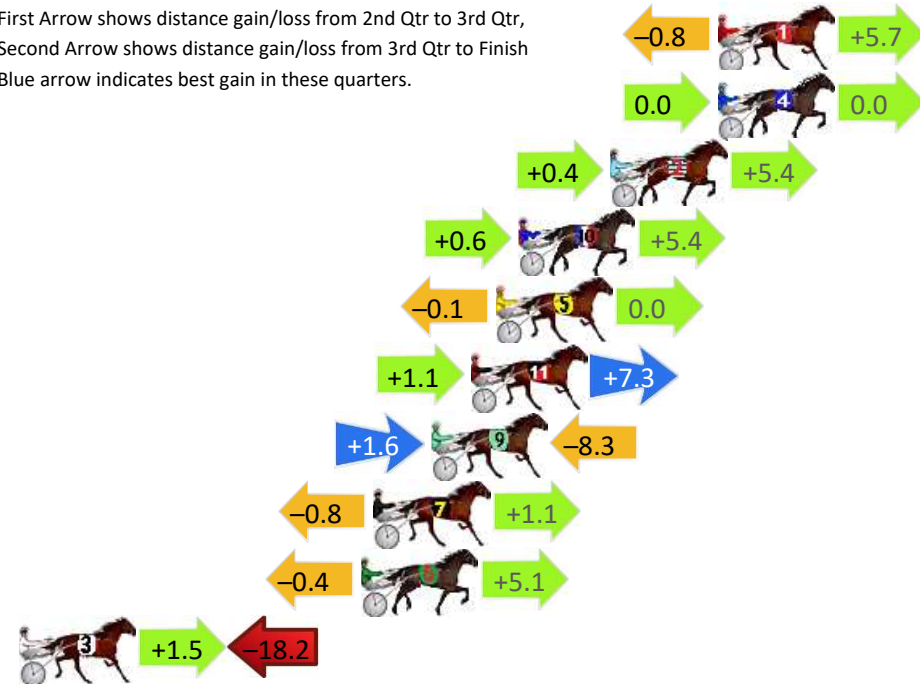 First Arrow shows distance gain/loss from 2nd Qtr to 3rd Qtr,
Second Arrow shows distance gain/loss from 3rd Qtr to Finish
Blue arrow indicates best gain in these quarters.
–0.8 1 +5.7
0.0 4 0.0
+0.4 +5.4
+0.6 10 +5.4
–0.1 5 0.0
+1.1 11 +7.3
+1.6 9 –8.3
–0.8 7 +1.1
–0.4 +5.1
3 +1.5 –18.2